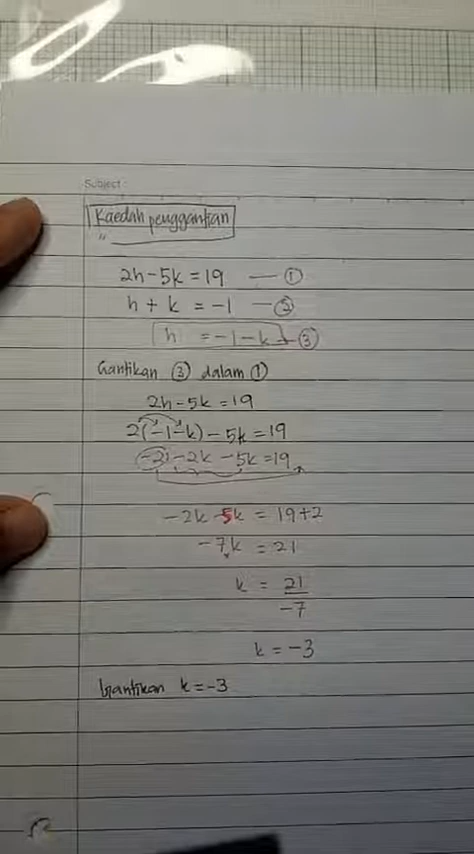 Subject :
Kaedah penggantian
2h - 5k = 19 — ①
h + k = -1 — ②
h = -1 - k — ③
Gantikan ③ dalam ①
2h - 5k = 19
2(-1 - k) - 5k = 19
-2 - 2k - 5k = 19
-2k -5k = 19+2
-7k = 21
k = 21
-7
k = -3
Gantikan k = -3